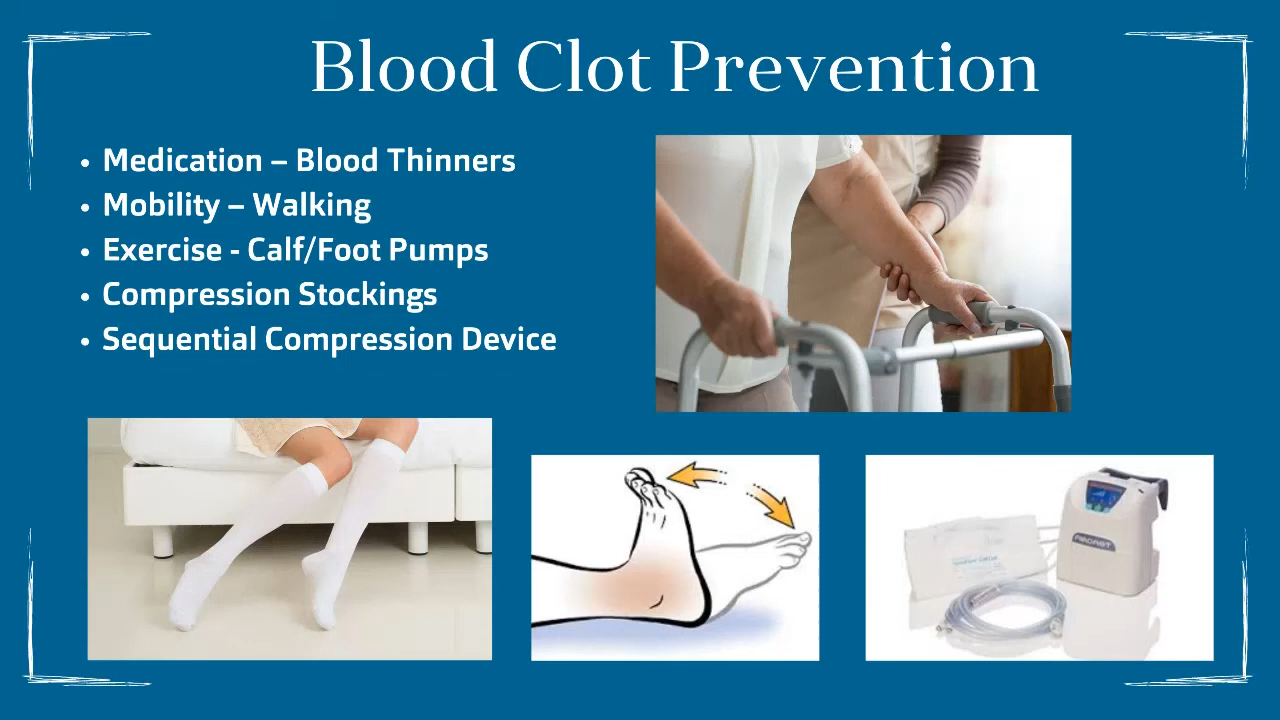 Blood Clot Prevention
• Medication – Blood Thinners
• Mobility – Walking
• Exercise - Calf/Foot Pumps
• Compression Stockings
• Sequential Compression Device